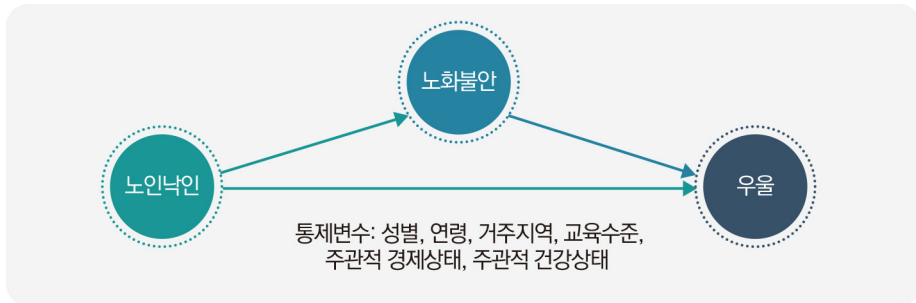 노화불안
노인낙인
우울
통제변수: 성별, 연령, 거주지역, 교육수준,
주관적 경제상태, 주관적 건강상태